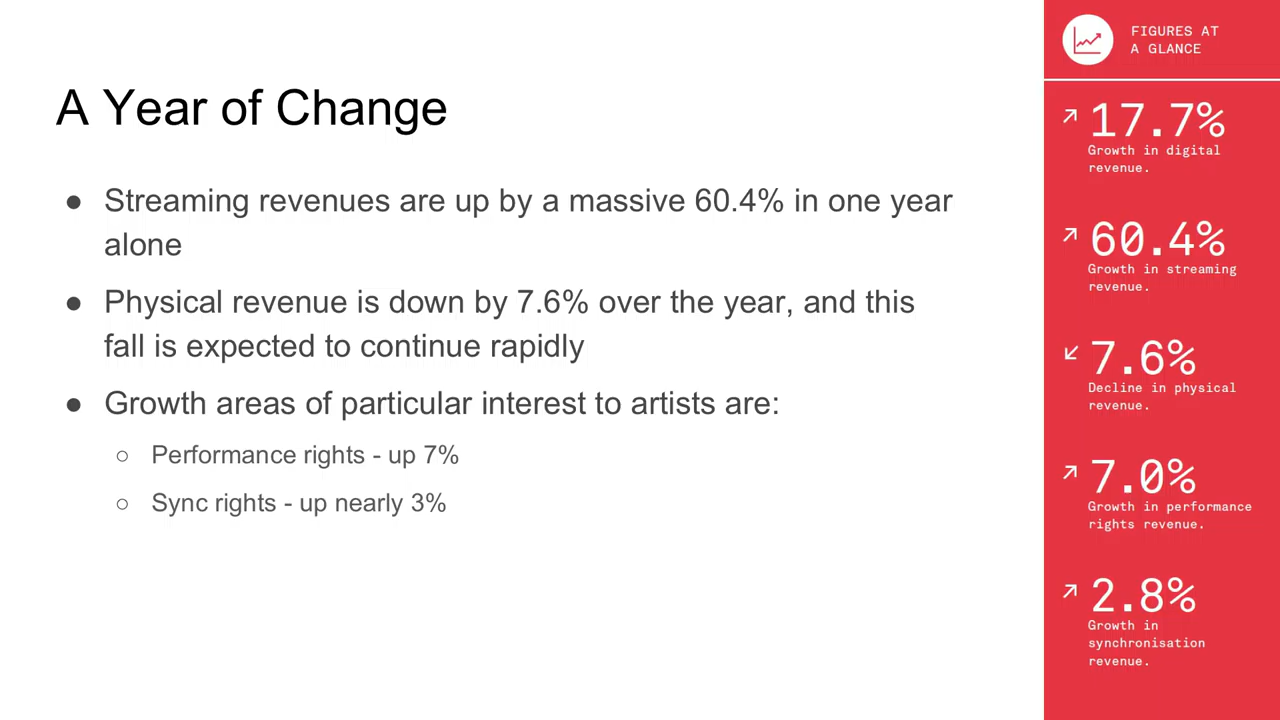 A Year of Change
● Streaming revenues are up by a massive 60.4% in one year
alone
● Physical revenue is down by 7.6% over the year, and this
fall is expected to continue rapidly
● Growth areas of particular interest to artists are:
○ Performance rights - up 7%
○ Sync rights - up nearly 3%
FIGURES AT
A GLANCE
17.7%
Growth in digital
revenue.
60.4%
Growth in streaming
revenue.
7.6%
Decline in physical
revenue.
7.0%
Growth in performance
rights revenue.
2.8%
Growth in
synchronisation
revenue.